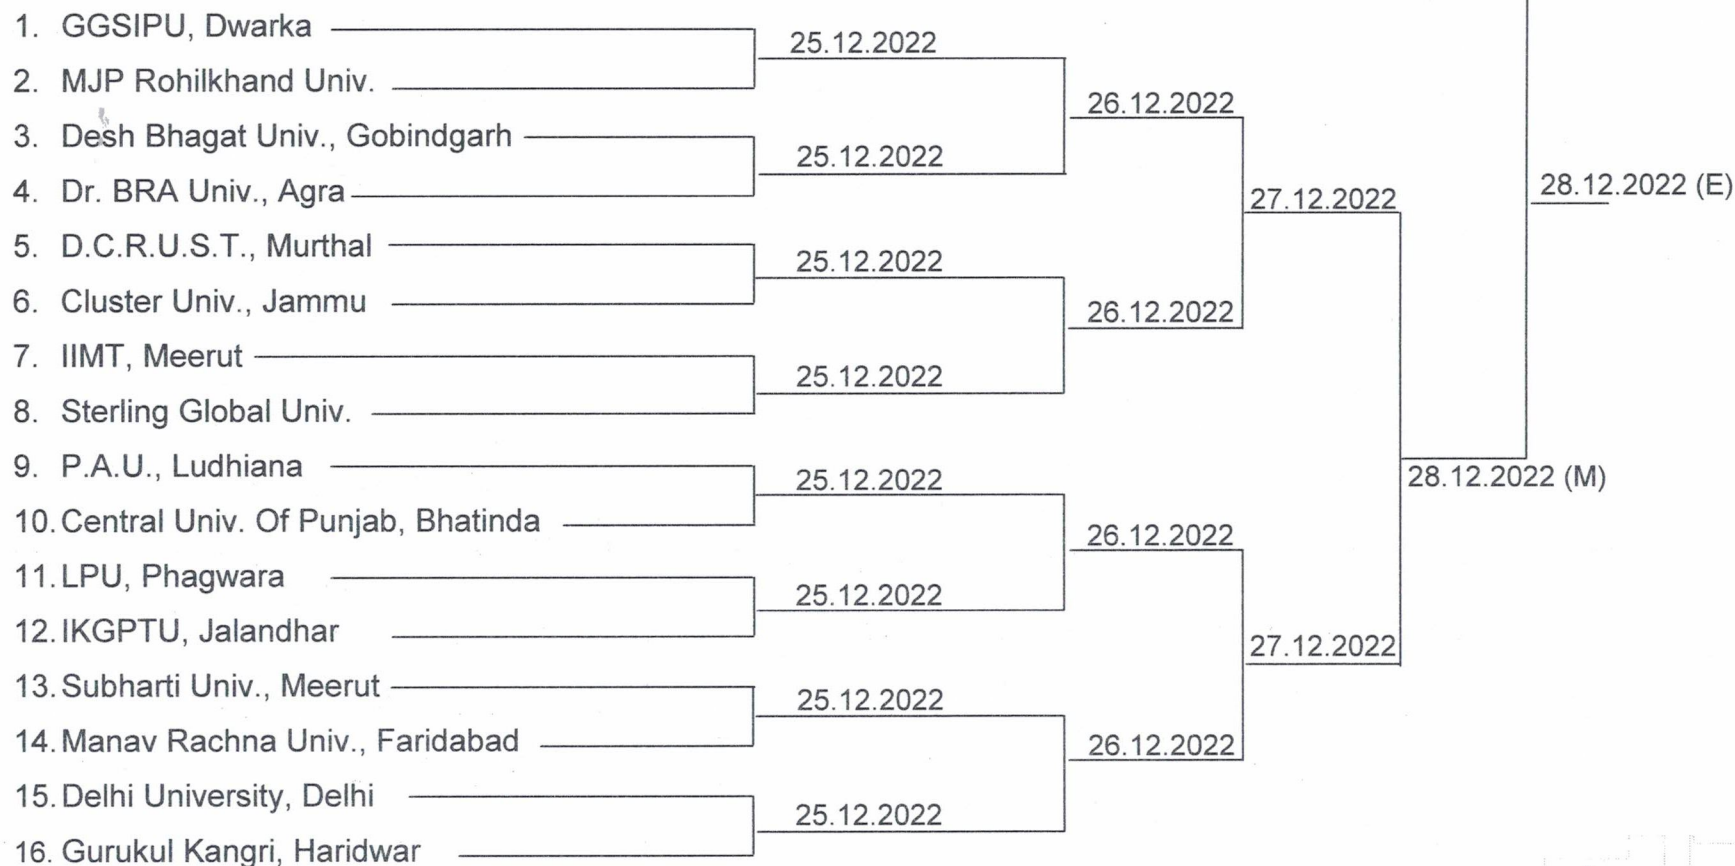 1. GGSIPU, Dwarka
25.12.2022
2. MJP Rohilkhand Univ.
26.12.2022
3. Desh Bhagat Univ., Gobindgarh
25.12.2022
4. Dr. BRA Univ., Agra
27.12.2022
28.12.2022 (E)
5. D.C.R.U.S.T., Murthal
25.12.2022
6. Cluster Univ., Jammu
26.12.2022
7. IIMT, Meerut
25.12.2022
8. Sterling Global Univ.
9. P.A.U., Ludhiana
25.12.2022
28.12.2022 (M)
10. Central Univ. Of Punjab, Bhatinda
26.12.2022
11. LPU, Phagwara
25.12.2022
12. IKGPTU, Jalandhar
27.12.2022
13. Subharti Univ., Meerut
25.12.2022
14. Manav Rachna Univ., Faridabad
26.12.2022
15. Delhi University, Delhi
25.12.2022
16. Gurukul Kangri, Haridwar